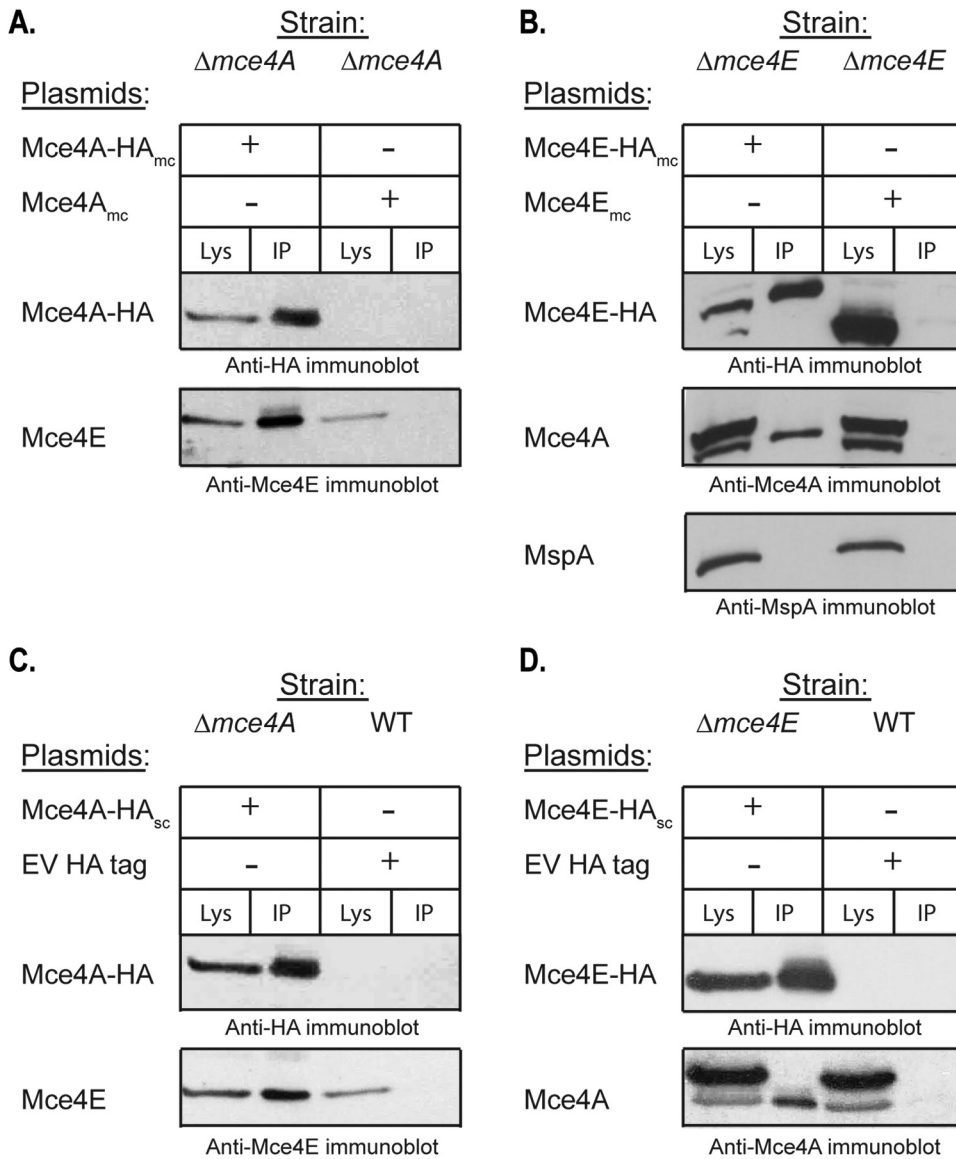 A.
Strain:
Δmce4A Δmce4A
Plasmids:
Mce4A-HAmc + -
Mce4Amc - +
Lys IP Lys IP
Mce4A-HA
Anti-HA immunoblot
Mce4E
Anti-Mce4E immunoblot
B.
Strain:
Δmce4E Δmce4E
Plasmids:
Mce4E-HAmc + -
Mce4Emc - +
Lys IP Lys IP
Mce4E-HA
Anti-HA immunoblot
Mce4A
Anti-Mce4A immunoblot
MspA
Anti-MspA immunoblot
C.
Strain:
Δmce4A WT
Plasmids:
Mce4A-HAsc + -
EV HA tag - +
Lys IP Lys IP
Mce4A-HA
Anti-HA immunoblot
Mce4E
Anti-Mce4E immunoblot
D.
Strain:
Δmce4E WT
Plasmids:
Mce4E-HAsc + -
EV HA tag - +
Lys IP Lys IP
Mce4E-HA
Anti-HA immunoblot
Mce4A
Anti-Mce4A immunoblot